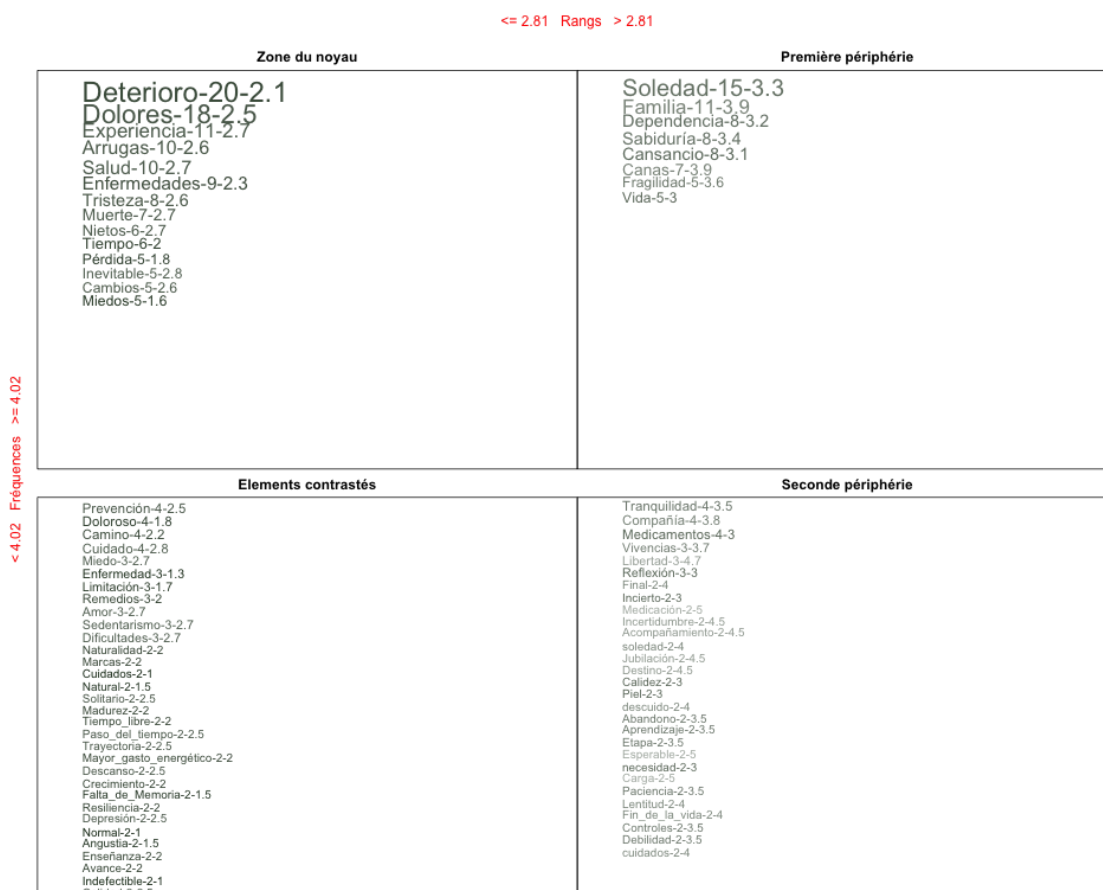 <= 2.81 Rangs > 2.81
Zone du noyau
Deterioro-20-2.1
Dolores-18-2.5
Experiencia-11-2.7
Arrugas-10-2.6
Salud-10-2.7
Enfermedades-9-2.3
Tristeza-8-2.6
Muerte-7-2.7
Nietos-6-2.7
Tiempo-6-2
Pérdida-5-1.8
Inevitable-5-2.8
Cambios-5-2.6
Miedos-5-1.6
Première périphérie
Soledad-15-3.3
Familia-11-3.9
Dependencia-8-3.2
Sabiduría-8-3.4
Cansancio-8-3.1
Canas-7-3.9
Fragilidad-5-3.6
Vida-5-3
< 4.02 Fréquences >= 4.02
Elements contrastés
Prevención-4-2.5
Doloroso-4-1.8
Camino-4-2.2
Cuidado-4-2.8
Miedo-3-2.7
Enfermedad-3-1.3
Limitación-3-1.7
Remedios-3-2
Amor-3-2.7
Sedentarismo-3-2.7
Dificultades-3-2.7
Naturalidad-2-2
Marcas-2-2
Cuidados-2-1
Natural-2-1.5
Solitario-2-2.5
Madurez-2-2
Tiempo_libre-2-2
Paso_del_tiempo-2-2.5
Trayectoria-2-2.5
Mayor_gasto_energético-2-2
Descanso-2-2.5
Crecimiento-2-2
Falta_de_Memoria-2-1.5
Resiliencia-2-2
Depresión-2-2.5
Normal-2-1
Angustia-2-1.5
Enseñanza-2-2
Avance-2-2
Indefectible-2-1
Seconde périphérie
Tranquilidad-4-3.5
Compañía-4-3.8
Medicamentos-4-3
Vivencias-3-3.7
Libertad-3-4.7
Reflexión-3-3
Final-2-4
Incierto-2-3
Medicación-2-5
Incertidumbre-2-4.5
Acompañamiento-2-4.5
soledad-2-4
Jubilación-2-4.5
Destino-2-4.5
Calidez-2-3
Piel-2-3
descuido-2-4
Abandono-2-3.5
Aprendizaje-2-3.5
Etapa-2-3.5
Esperable-2-5
necesidad-2-3
Carga-2-5
Paciencia-2-3.5
Lentitud-2-4
Fin_de_la_vida-2-4
Controles-2-3.5
Debilidad-2-3.5
cuidados-2-4